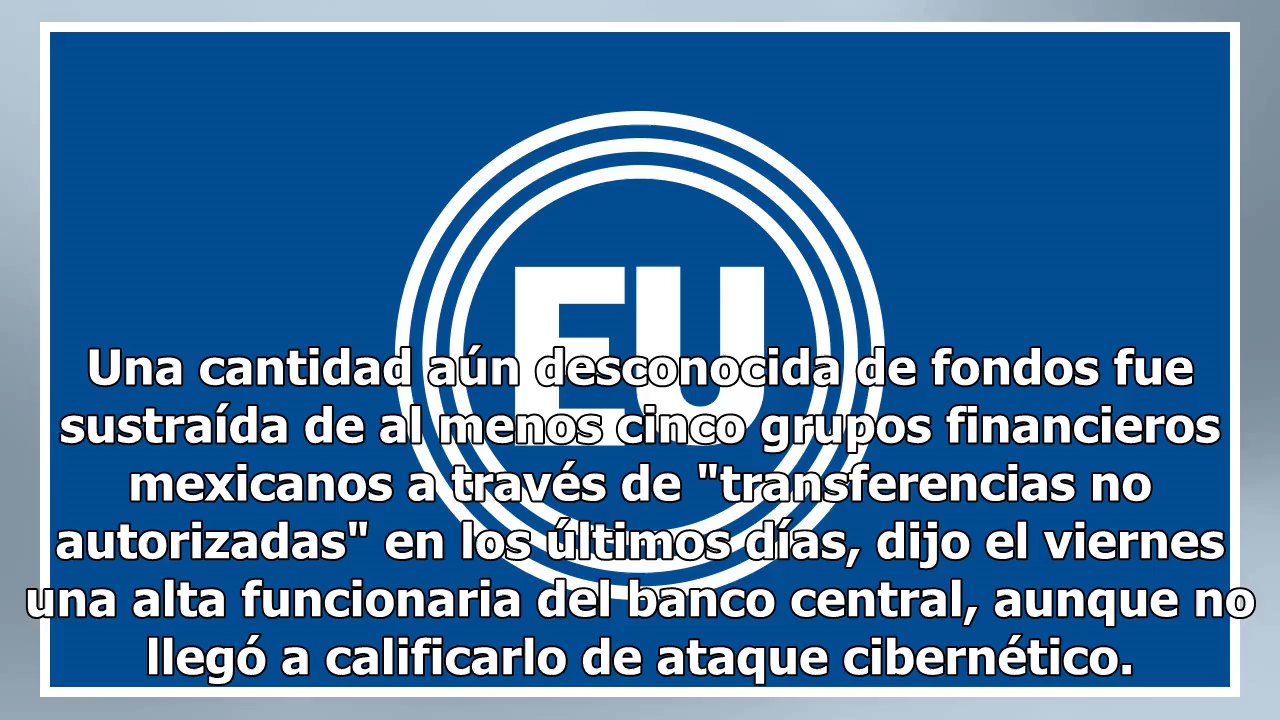 EU
Una cantidad aún desconocida de fondos fue
sustraída de al menos cinco grupos financieros
mexicanos a través de "transferencias no
autorizadas" en los últimos días, dijo el viernes
una alta funcionaria del banco central, aunque no
llegó a calificarlo de ataque cibernético.